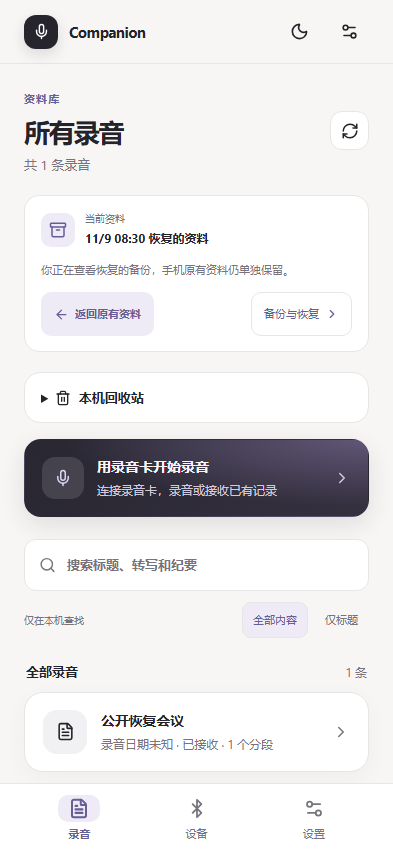 Companion
资料库
所有录音
共 1 条录音
当前资料
11/9 08:30 恢复的资料
你正在查看恢复的备份，手机原有资料仍单独保留。
返回原有资料
备份与恢复
本机回收站
用录音卡开始录音
连接录音卡，录音或接收已有记录
搜索标题、转写和纪要
仅在本机查找
全部内容
仅标题
全部录音
1 条
公开恢复会议
录音日期未知 · 已接收 · 1 个分段
录音
设备
设置